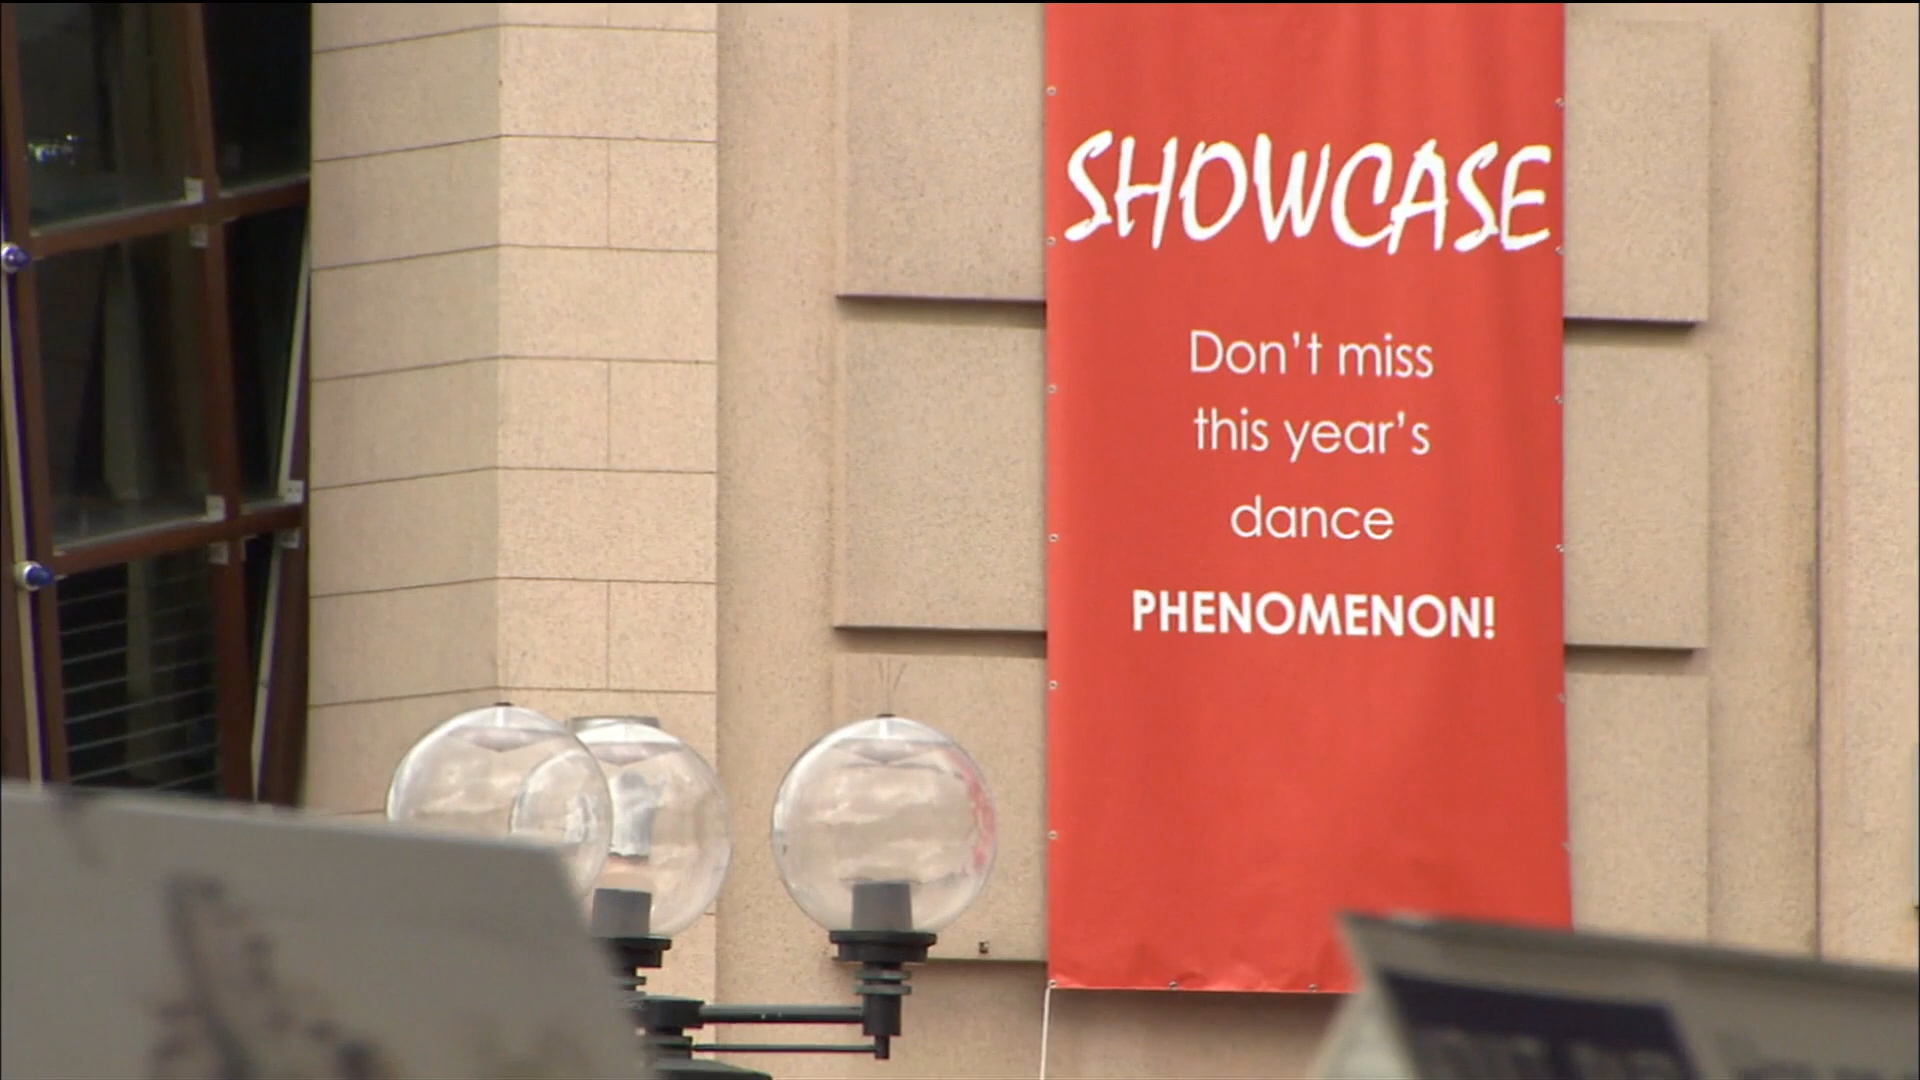 SHOWCASE
Don't miss
this year's
dance
PHENOMENON!